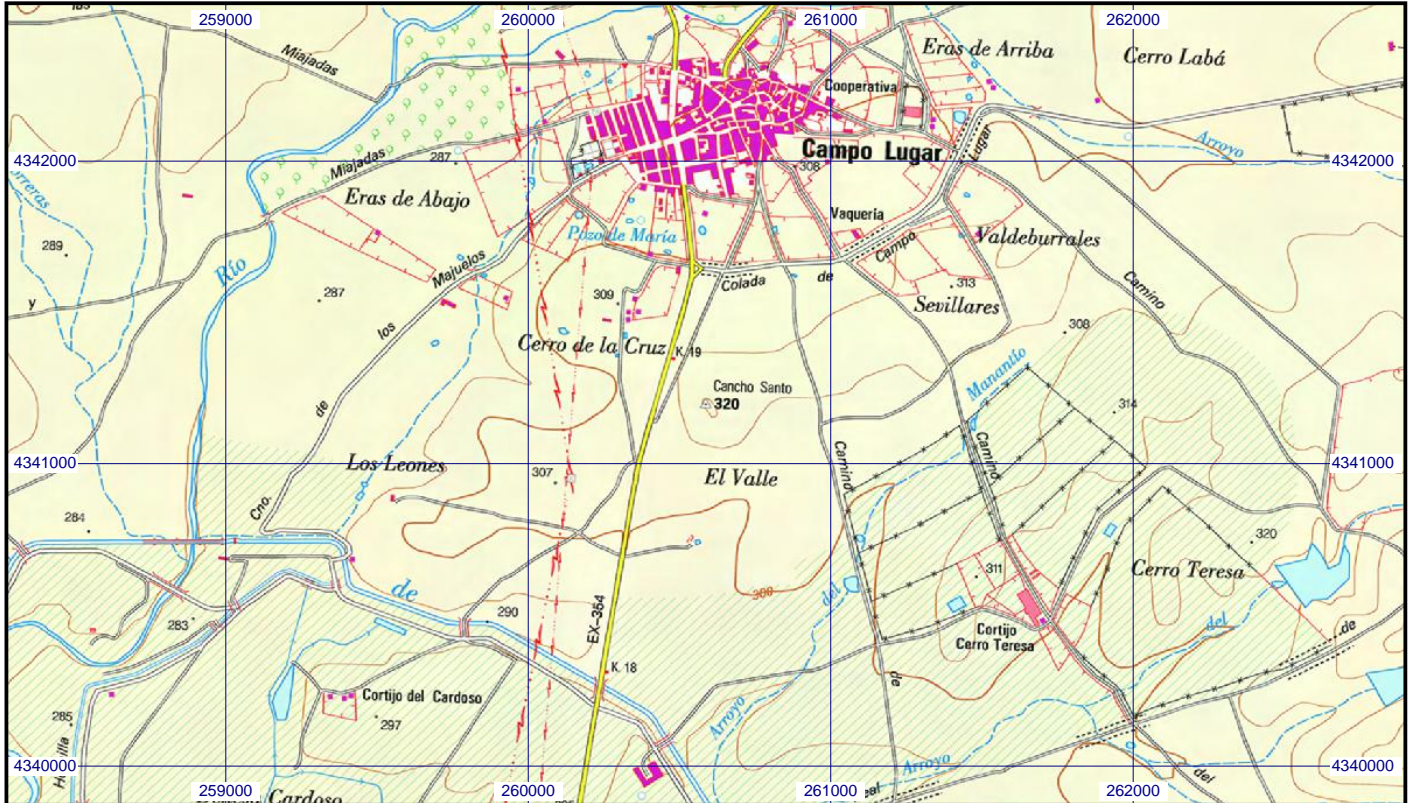 259000
260000
261000
262000
los
Miajadas
Eras de Arriba
Cerro Labá
Cooperativa
Lugar
Arroyo
4342000
4342000
Miajadas
287
Campo Lugar
308
Eras de Abajo
Vaquería
Pozo de María
Valdeburrales
Campo
289
Río
Majuelos
Colada
de
Camino
313
y
287
309
Sevillares
los
308
Cerro de la Cruz
K. 19
Manantío
Cancho Santo
320
de
314
4341000
Los Leones
307
El Valle
Camino
Camino
4341000
Cno.
284
320
311
Cerro Teresa
de
300
del
290
EX-354
283
Cortijo
Cerro Teresa
del
de
K. 18
Cortijo del Cardoso
de
285
297
Arroyo
Arroyo
4340000
4340000
del
259000
260000
261000
262000
Cardoso